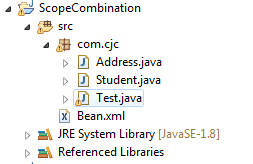 ScopeCombination
src
com.cjc
Address.java
Student.java
Test.java
Bean.xml
JRE System Library [JavaSE-1.8]
Referenced Libraries